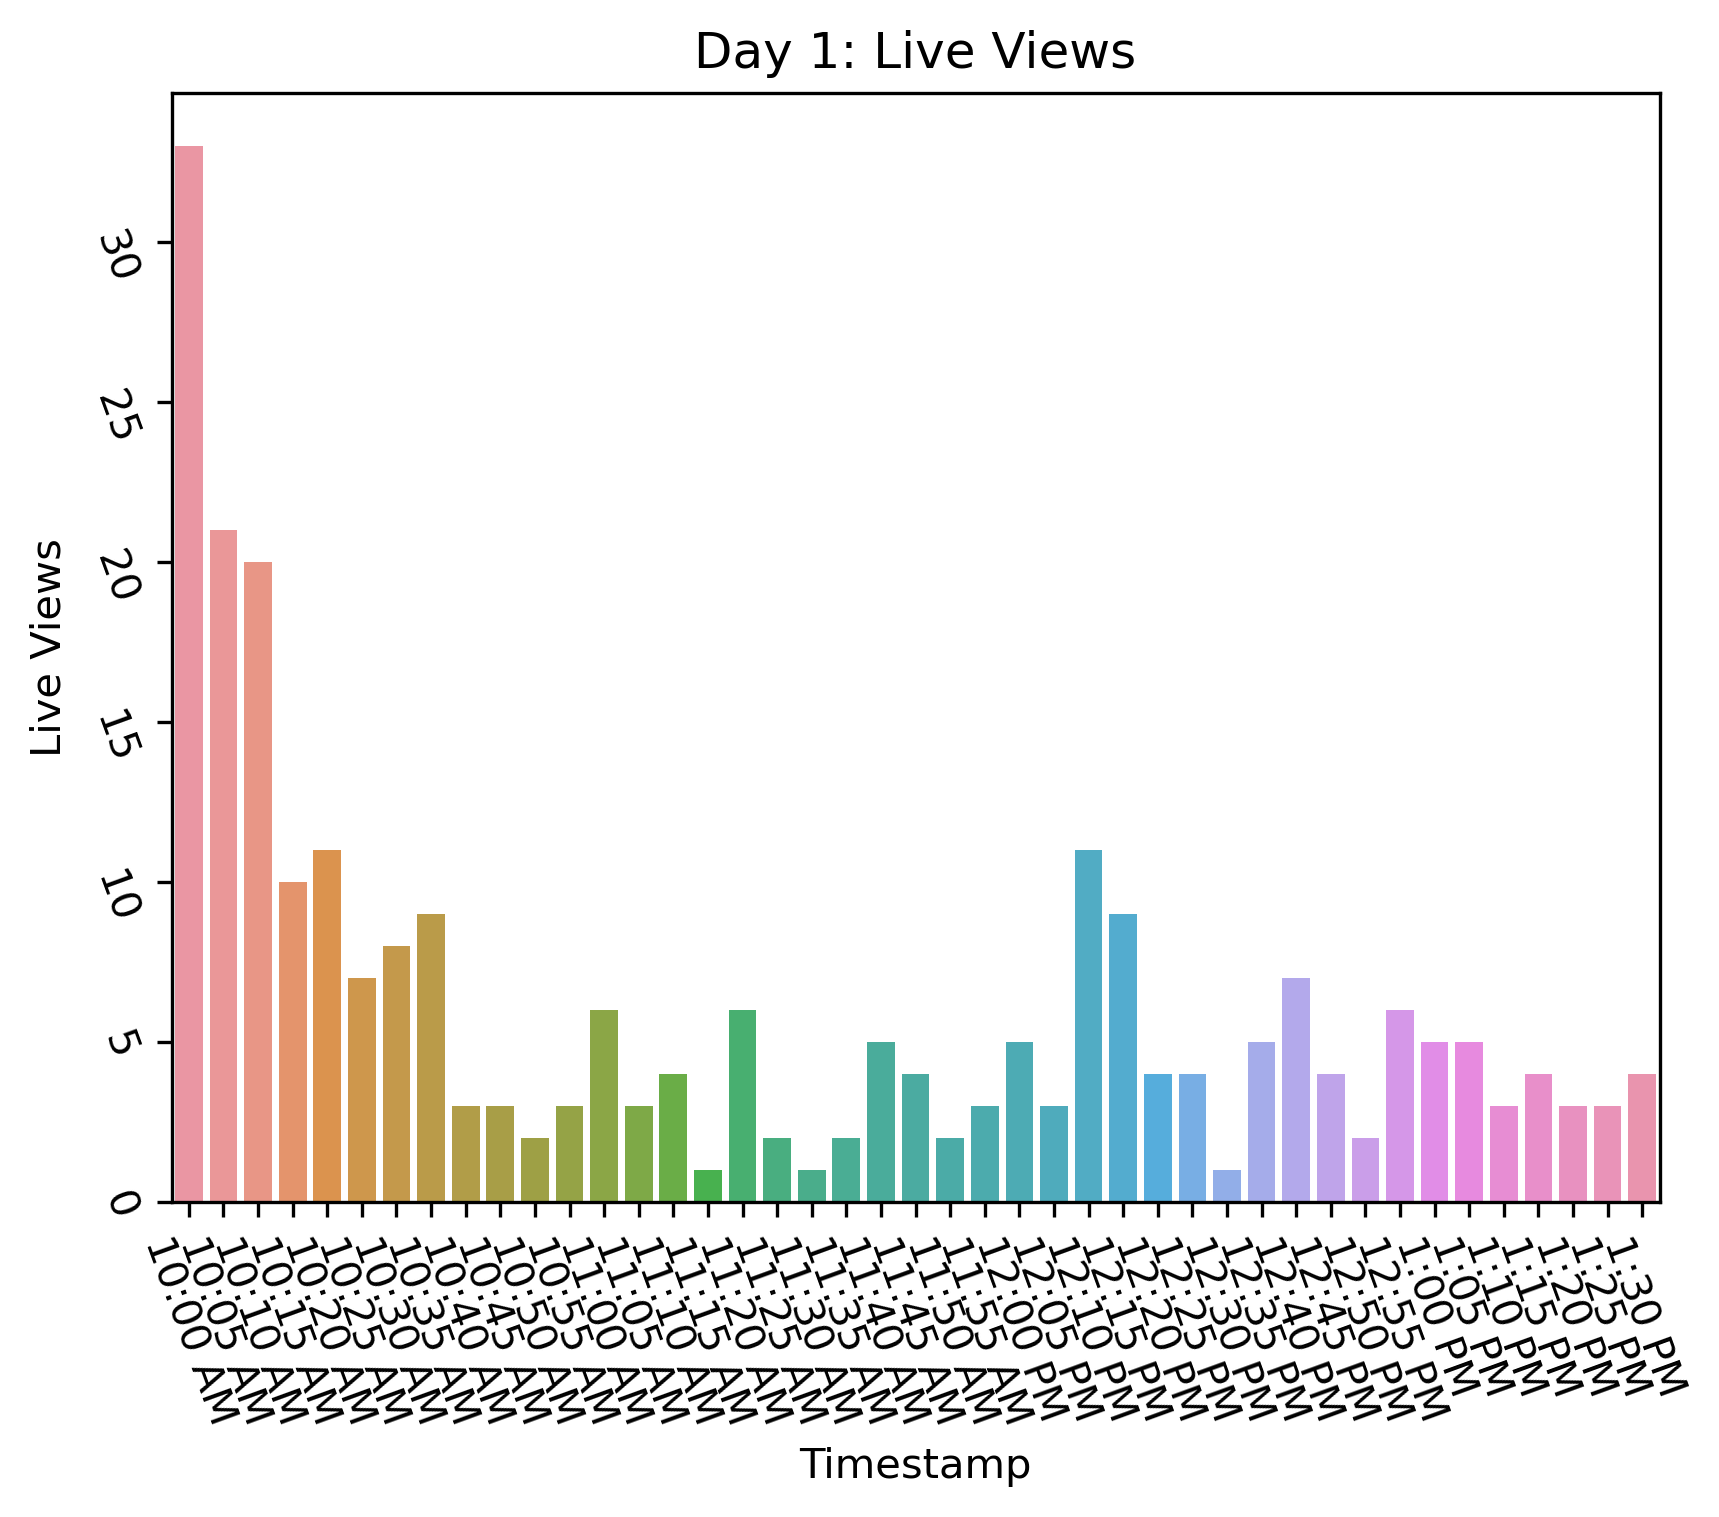 Day 1: Live Views
Live Views
30
25
20
15
10
5
0
10:00 AM
10:05 AM
10:10 AM
10:15 AM
10:20 AM
10:25 AM
10:30 AM
10:35 AM
10:40 AM
10:45 AM
10:50 AM
10:55 AM
11:00 AM
11:05 AM
11:10 AM
11:15 AM
11:20 AM
11:25 AM
11:30 AM
11:35 AM
11:40 AM
11:45 AM
11:50 AM
11:55 AM
12:00 PM
12:05 PM
12:10 PM
12:15 PM
12:20 PM
12:25 PM
12:30 PM
12:35 PM
12:40 PM
12:45 PM
12:50 PM
12:55 PM
1:00 PM
1:05 PM
1:10 PM
1:15 PM
1:20 PM
1:25 PM
1:30 PM
Timestamp